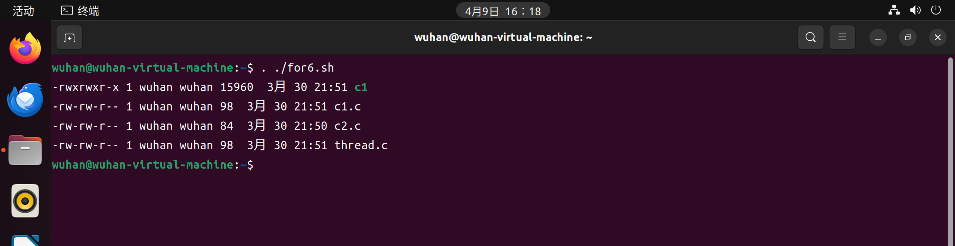 活动 终端 4月9日 16：18
wuhan@wuhan-virtual-machine: ~
wuhan@wuhan-virtual-machine:~$ . ./for6.sh
-rwxrwxr-x 1 wuhan wuhan 15960  3月 30 21:51 c1
-rw-rw-r-- 1 wuhan wuhan 98  3月 30 21:51 c1.c
-rw-rw-r-- 1 wuhan wuhan 84  3月 30 21:50 c2.c
-rw-rw-r-- 1 wuhan wuhan 98  3月 30 21:51 thread.c
wuhan@wuhan-virtual-machine:~$